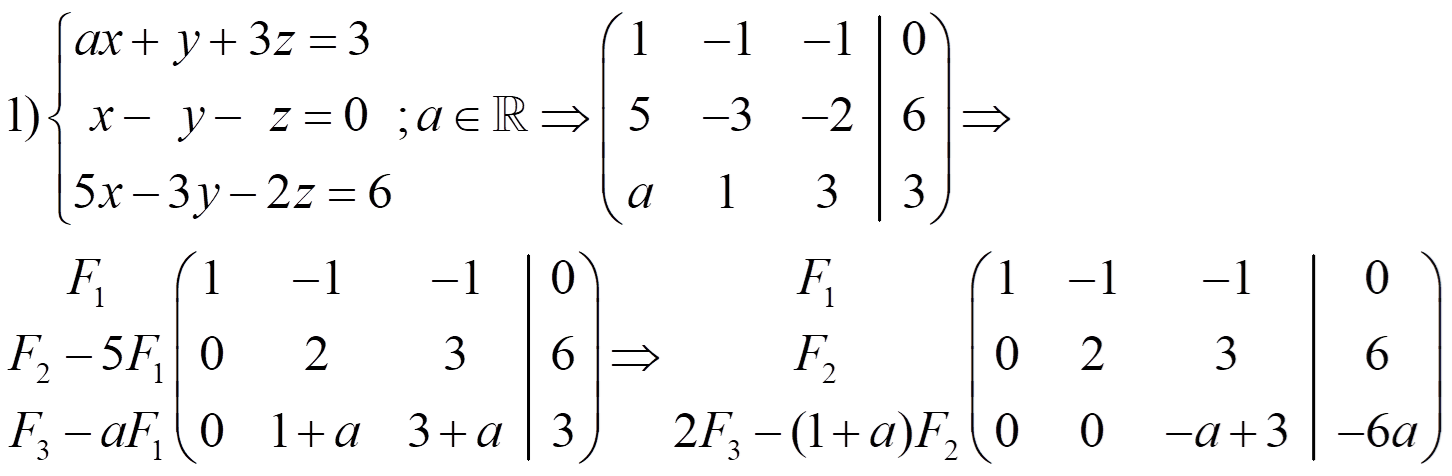 1) { ax + y + 3z = 3
x − y − z = 0 ; a ∈ ℝ ⇒
5x − 3y − 2z = 6
( 1 −1 −1 | 0
5 −3 −2 | 6
a 1 3 | 3 ) ⇒
F₁ ( 1 −1 −1 | 0
F₂ − 5F₁ 0 2 3 | 6
F₃ − aF₁ 0 1+a 3+a | 3 ) ⇒
F₁ ( 1 −1 −1 | 0
F₂ 0 2 3 | 6
2F₃ − (1+a)F₂ 0 0 −a+3 | −6a )